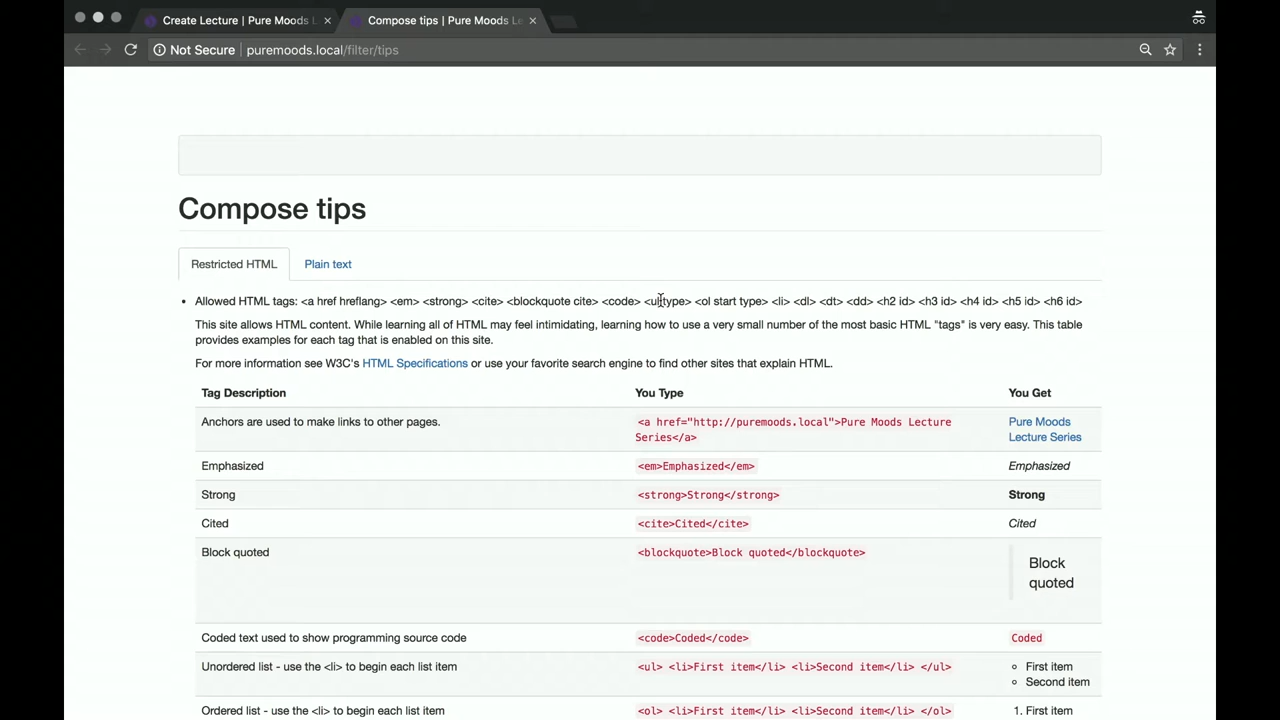 Create Lecture | Pure Moods L
Compose tips | Pure Moods Le
Not Secure | puremoods.local/filter/tips
Compose tips
Restricted HTML
Plain text
Allowed HTML tags: <a href hreflang> <em> <strong> <cite> <blockquote cite> <code> <ul type> <ol start type> <li> <dl> <dt> <dd> <h2 id> <h3 id> <h4 id> <h5 id> <h6 id>
This site allows HTML content. While learning all of HTML may feel intimidating, learning how to use a very small number of the most basic HTML "tags" is very easy. This table
provides examples for each tag that is enabled on this site.
For more information see W3C's HTML Specifications or use your favorite search engine to find other sites that explain HTML.
Tag Description You Type You Get
Anchors are used to make links to other pages. <a href="http://puremoods.local">Pure Moods Lecture Pure Moods
Series</a> Lecture Series
Emphasized <em>Emphasized</em> Emphasized
Strong <strong>Strong</strong> Strong
Cited <cite>Cited</cite> Cited
Block quoted <blockquote>Block quoted</blockquote> Block
quoted
Coded text used to show programming source code <code>Coded</code> Coded
Unordered list - use the <li> to begin each list item <ul> <li>First item</li> <li>Second item</li> </ul> First item
Second item
Ordered list - use the <li> to begin each list item <ol> <li>First item</li> <li>Second item</li> </ol> 1. First item